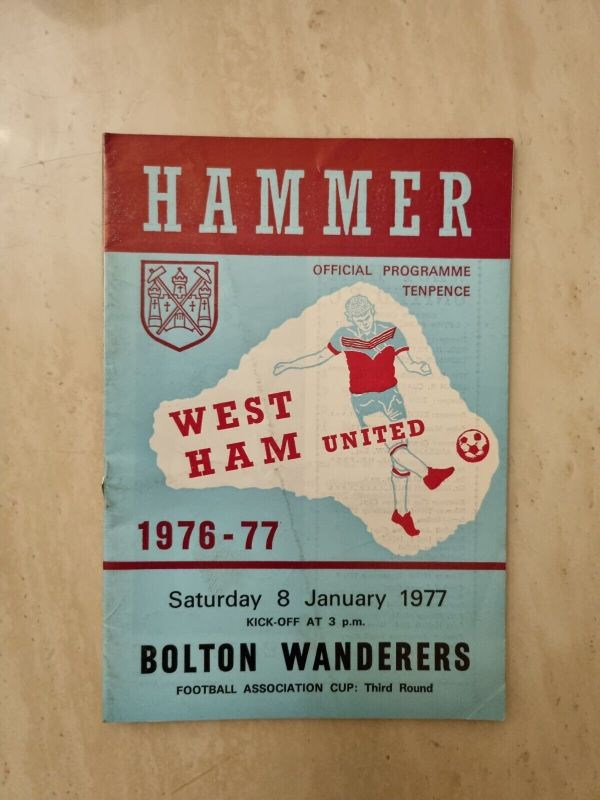 HAMMER
OFFICIAL PROGRAMME
TENPENCE
WEST
HAM UNITED
1976-77
Saturday 8 January 1977
KICK-OFF AT 3 p.m.
BOLTON WANDERERS
FOOTBALL ASSOCIATION CUP: Third Round